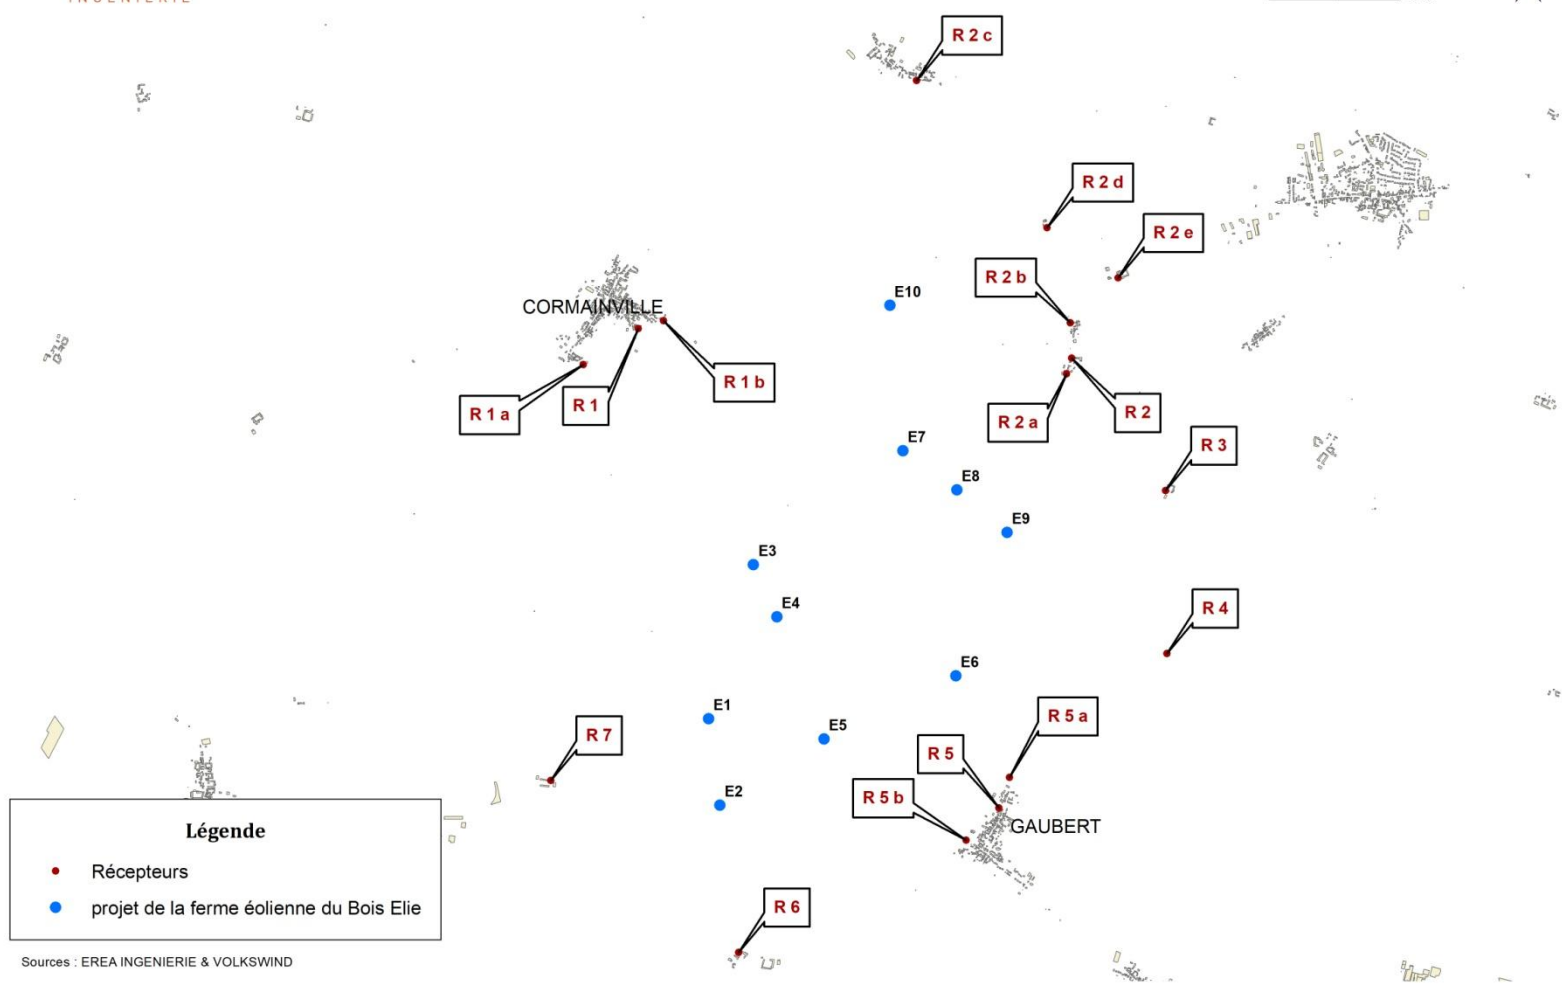 R 2 c
R 2 d
R 2 e
R 2 b
E10
CORMAINVILLE
R 1 b
R 1
R 1 a
R 2 a
R 2
E7
R 3
E8
E9
E3
E4
R 4
E6
E1
R 5 a
R 7
E5
R 5
R 5 b
E2
GAUBERT
Légende
Récepteurs
projet de la ferme éolienne du Bois Elie
R 6
Sources : EREA INGENIERIE & VOLKSWIND